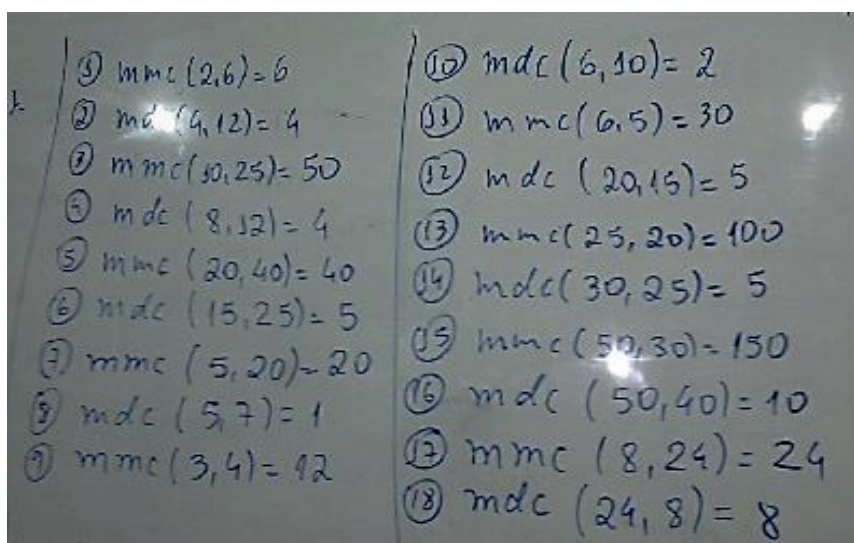 ① mmc (2,6)=6
② mdc (4,12)=4
③ mmc(10,25)=50
④ mdc (8,12)=4
⑤ mmc (20,40)=40
⑥ mdc (15,25)=5
⑦ mmc (5,20)=20
⑧ mdc (5,7)=1
⑨ mmc(3,4)=12
⑩ mdc(6,10)=2
⑪ mmc(6,5)=30
⑫ mdc (20,15)=5
⑬ mmc(25,20)=100
⑭ mdc(30,25)=5
⑮ mmc(50,30)=150
⑯ mdc (50,40)=10
⑰ mmc (8,24)=24
⑱ mdc (24,8)=8